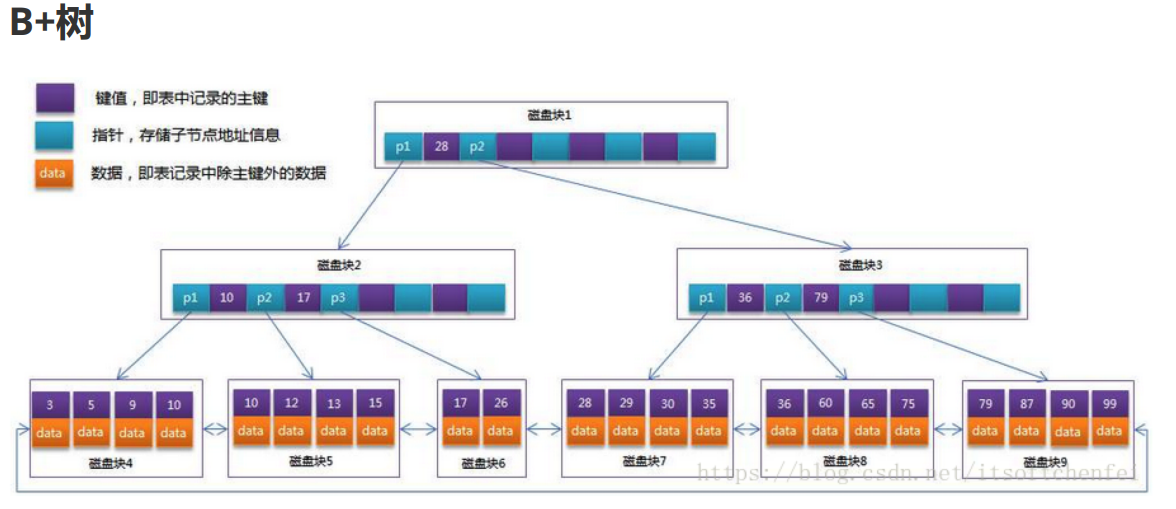 B+树
键值，即表中记录的主键
指针，存储子节点地址信息
data 数据，即表记录中除主键外的数据
磁盘块1
p1 28 p2
磁盘块2
p1 10 p2 17 p3
磁盘块3
p1 36 p2 79 p3
3 5 9 10
data data data data
磁盘块4
10 12 13 15
data data data data
磁盘块5
17 26
data data
磁盘块6
28 29 30 35
data data data data
磁盘块7
36 60 65 75
data data data data
磁盘块8
79 87 90 99
data data data data
磁盘块9
https://blog.csdn.net/itsoftchenfei